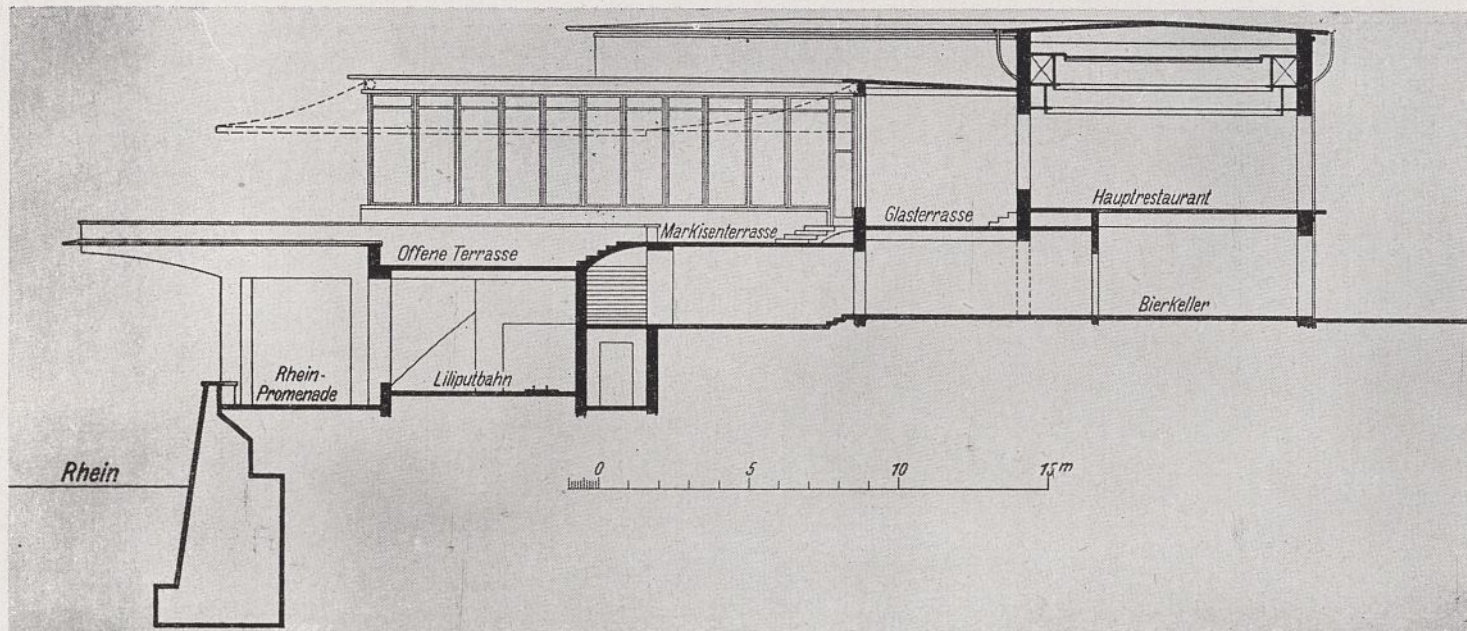 Hauptrestaurant
Glasterrasse
Markisenterrasse
Offene Terrasse
Bierkeller
Rhein-
Promenade
Liliputbahn
Rhein
0 5 10 15 m